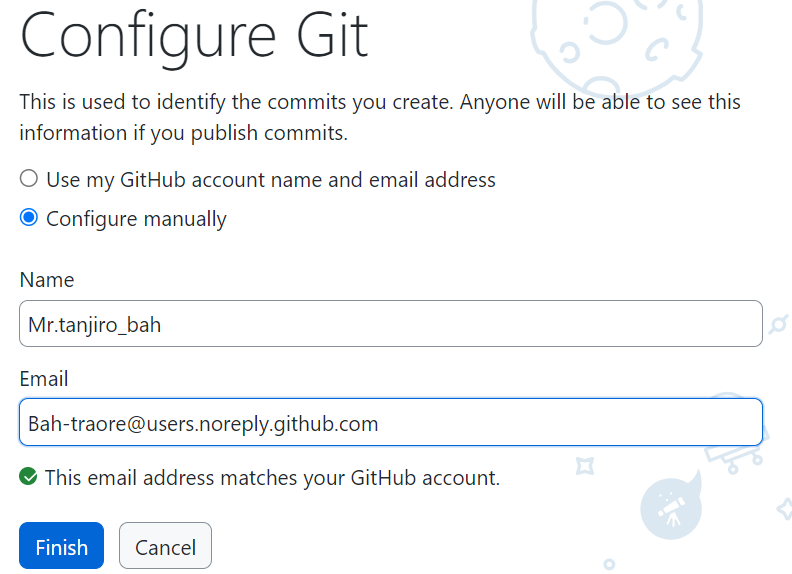 Configure Git
This is used to identify the commits you create. Anyone will be able to see this
information if you publish commits.
Use my GitHub account name and email address
Configure manually
Name
Mr.tanjiro_bah
Email
Bah-traore@users.noreply.github.com
This email address matches your GitHub account.
Finish Cancel